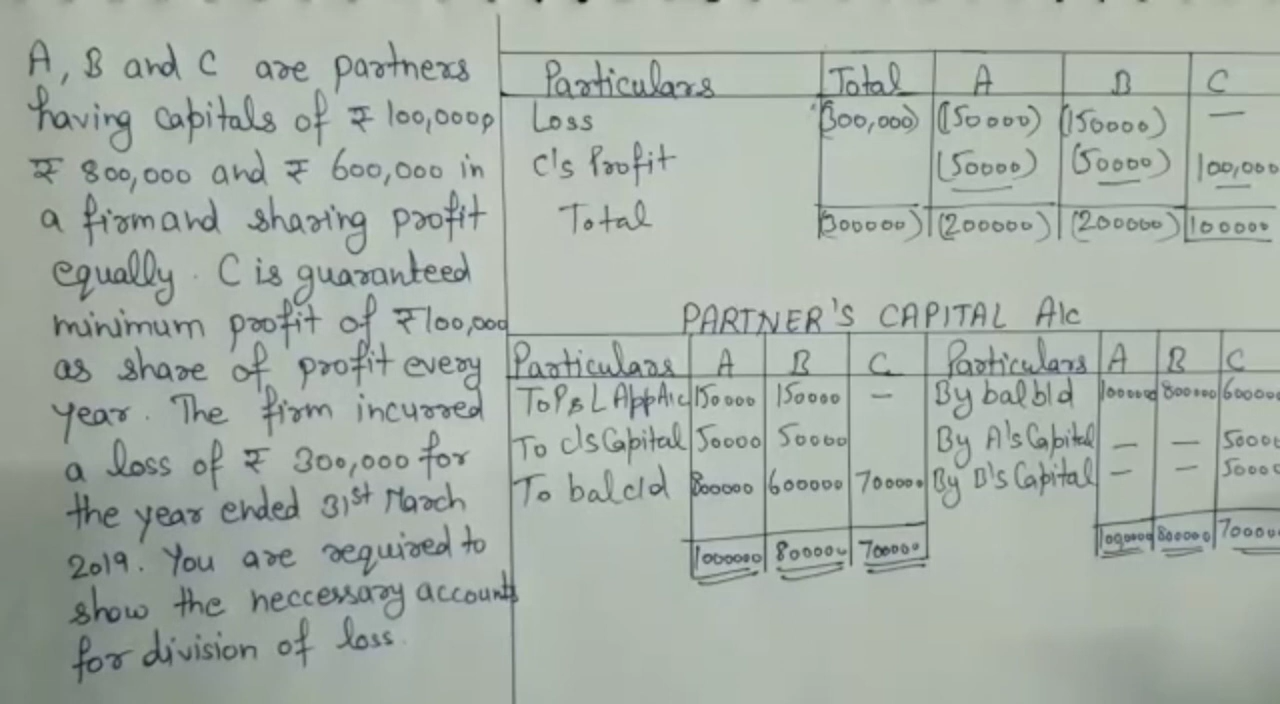 A, B and C are partners
having capitals of ₹ 100,0000
₹ 800,000 and ₹ 600,000 in
a firm and sharing profit
equally. C is guaranteed
minimum profit of ₹100,000
as share of profit every
year. The firm incurred
a loss of ₹ 300,000 for
the year ended 31st March
2019. You are required to
show the neccessary accounts
for division of loss.
Particulars Total A B C
Loss (300,000) (150000) (150000) —
C's Profit (50000) (50000) 100,000
Total (300000) (200000) (200000) 100000
PARTNER'S CAPITAL A/c
Particulars A B C Particulars A B C
To P&L App A/c 150000 150000 — By bal b/d 1000000 800000 600000
To C's Capital 50000 50000 By A's Capital — — 50000
To bal c/d 800000 600000 700000 By B's Capital — — 50000
1000000 800000 700000 1000000 800000 700000